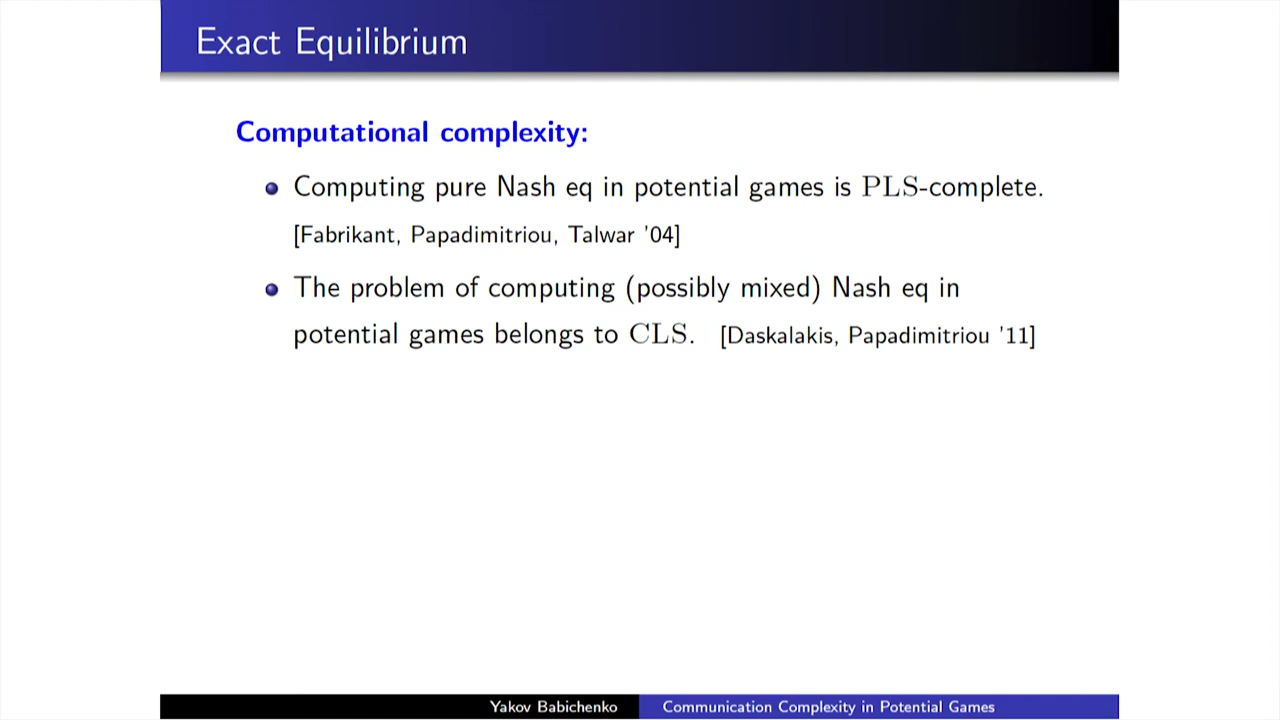 Exact Equilibrium
Computational complexity:
Computing pure Nash eq in potential games is PLS-complete.
[Fabrikant, Papadimitriou, Talwar '04]
The problem of computing (possibly mixed) Nash eq in
potential games belongs to CLS. [Daskalakis, Papadimitriou '11]
Yakov Babichenko Communication Complexity in Potential Games